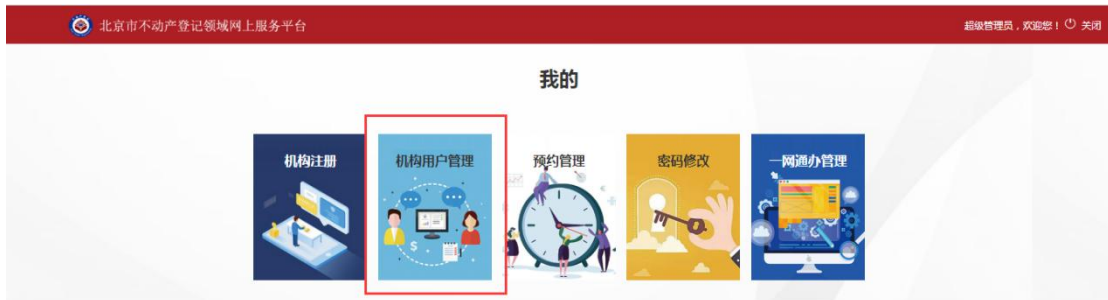 北京市不动产登记领域网上服务平台
超级管理员，欢迎您！ 关闭
我的
机构注册
机构用户管理
预约管理
密码修改
一网通办管理